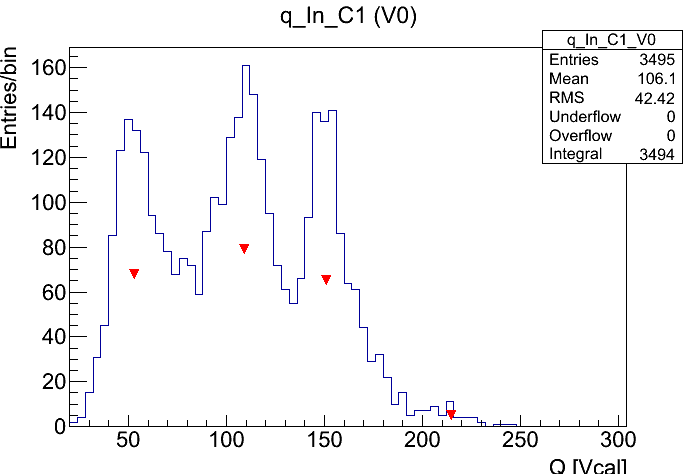 q_In_C1 (V0)
q_In_C1_V0
Entries 3495
Mean 106.1
RMS 42.42
Underflow 0
Overflow 0
Integral 3494
Entries/bin
160
140
120
100
80
60
40
20
0
50 100 150 200 250 300
Q [Vcal]